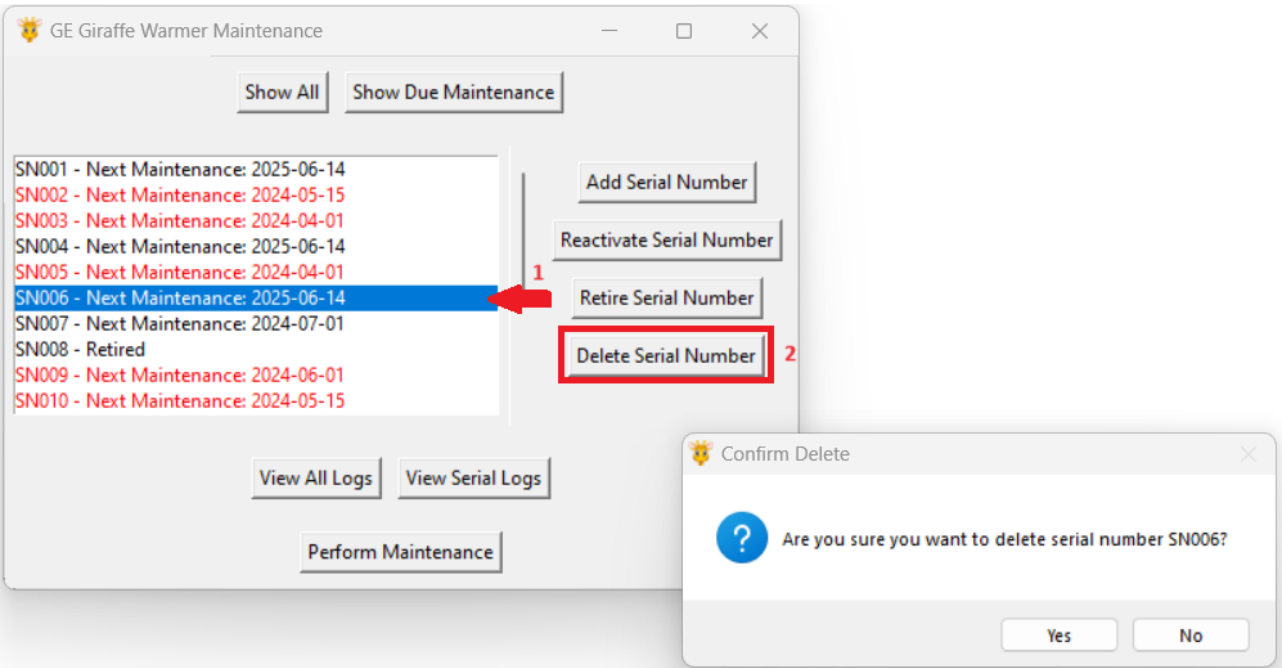 GE Giraffe Warmer Maintenance
Show All
Show Due Maintenance
SN001 - Next Maintenance: 2025-06-14
SN002 - Next Maintenance: 2024-05-15
SN003 - Next Maintenance: 2024-04-01
SN004 - Next Maintenance: 2025-06-14
SN005 - Next Maintenance: 2024-04-01
SN006 - Next Maintenance: 2025-06-14
SN007 - Next Maintenance: 2024-07-01
SN008 - Retired
SN009 - Next Maintenance: 2024-06-01
SN010 - Next Maintenance: 2024-05-15
1
Add Serial Number
Reactivate Serial Number
Retire Serial Number
Delete Serial Number
2
View All Logs
View Serial Logs
Perform Maintenance
Confirm Delete
?
Are you sure you want to delete serial number SN006?
Yes
No